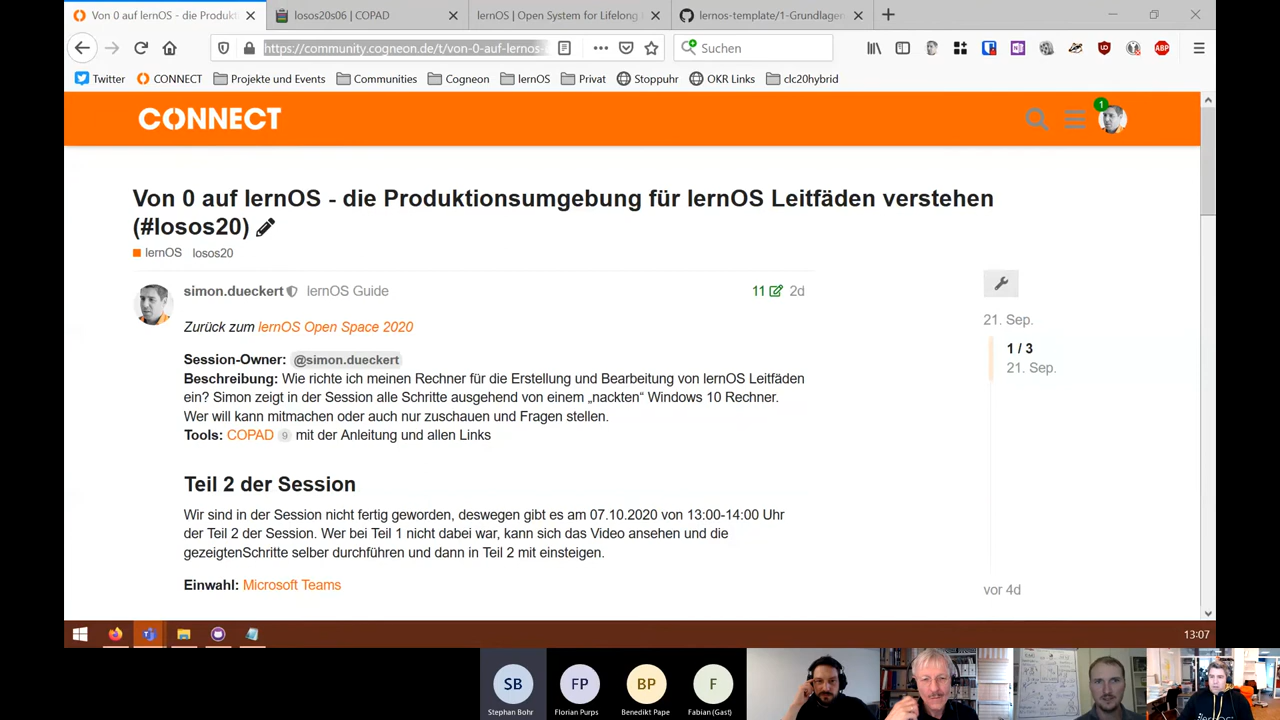 Von 0 auf lernOS - die Produkt
losos20s06 | COPAD
lernOS | Open System for Lifelong
lernos-template/1-Grundlagen
https://community.cogneon.de/t/von-0-auf-lernos-
Suchen
Twitter
CONNECT
Projekte und Events
Communities
Cogneon
lernOS
Privat
Stoppuhr
OKR Links
clc20hybrid
CONNECT
1
Von 0 auf lernOS - die Produktionsumgebung für lernOS Leitfäden verstehen
(#losos20)
lernOS losos20
simon.dueckert lernOS Guide 11 2d
Zurück zum lernOS Open Space 2020
Session-Owner: @simon.dueckert
Beschreibung: Wie richte ich meinen Rechner für die Erstellung und Bearbeitung von lernOS Leitfäden
ein? Simon zeigt in der Session alle Schritte ausgehend von einem „nackten“ Windows 10 Rechner.
Wer will kann mitmachen oder auch nur zuschauen und Fragen stellen.
Tools: COPAD 9 mit der Anleitung und allen Links
Teil 2 der Session
Wir sind in der Session nicht fertig geworden, deswegen gibt es am 07.10.2020 von 13:00-14:00 Uhr
der Teil 2 der Session. Wer bei Teil 1 nicht dabei war, kann sich das Video ansehen und die
gezeigtenSchritte selber durchführen und dann in Teil 2 mit einsteigen.
Einwahl: Microsoft Teams
21. Sep.
1 / 3
21. Sep.
vor 4d
13:07
SB
Stephan Bohr
FP
Florian Purps
BP
Benedikt Pape
F
Fabian (Gast)